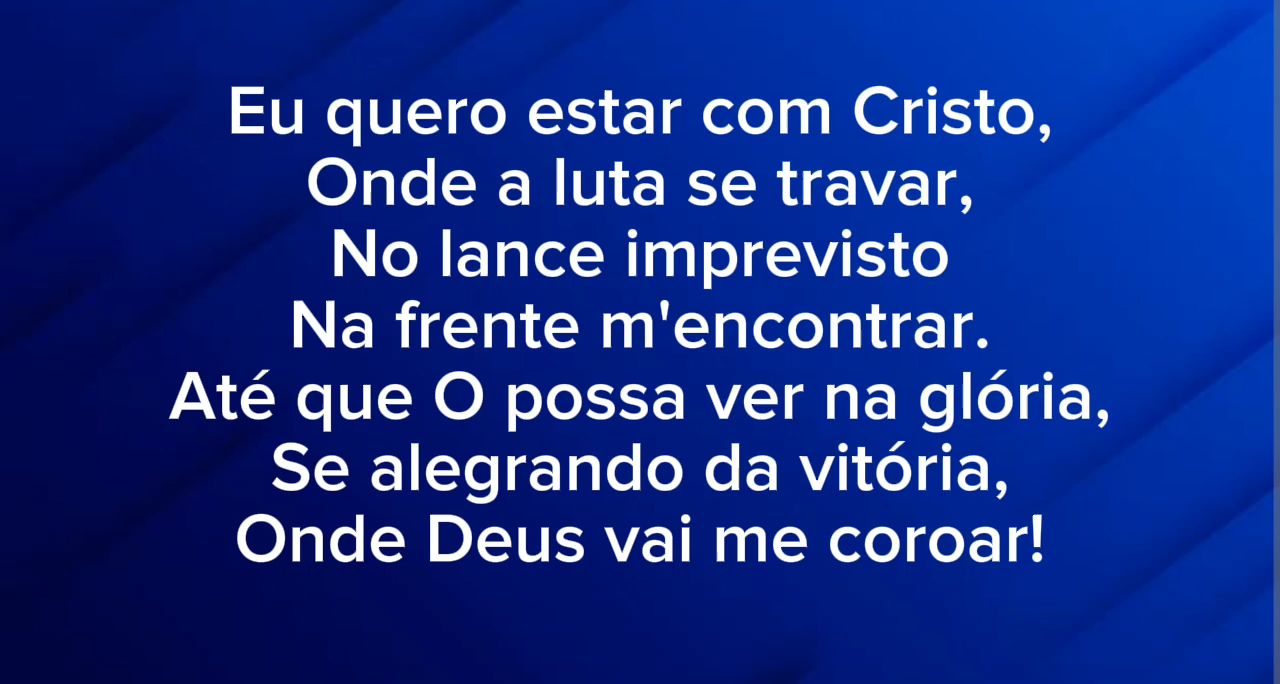 Eu quero estar com Cristo,
Onde a luta se travar,
No lance imprevisto
Na frente m'encontrar.
Até que O possa ver na glória,
Se alegrando da vitória,
Onde Deus vai me coroar!